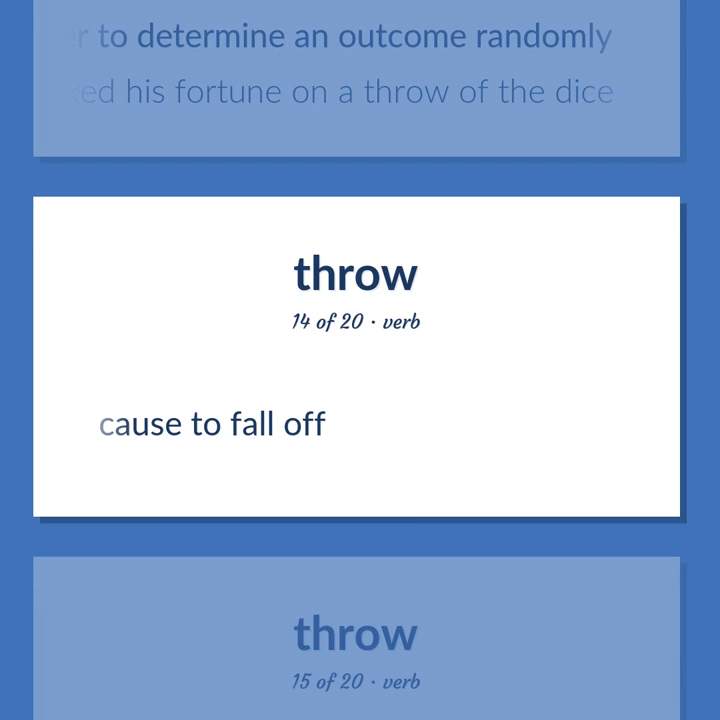 to determine an outcome randomly
his fortune on a throw of the dice
throw
14 of 20 · verb
cause to fall off
throw
15 of 20 · verb